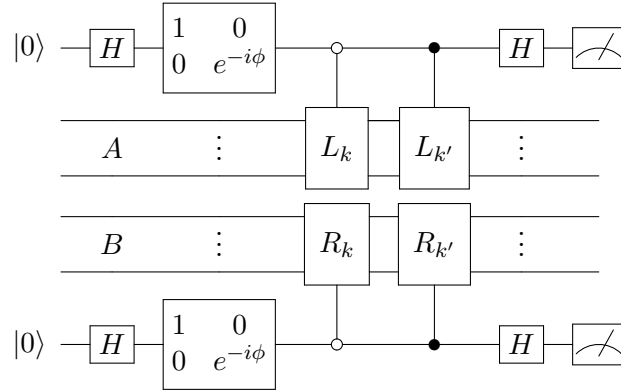 |0⟩ H 1 0
0 e^{-iϕ} H
A ⋮ L_k L_{k'} ⋮
B ⋮ R_k R_{k'} ⋮
|0⟩ H 1 0
0 e^{-iϕ} H